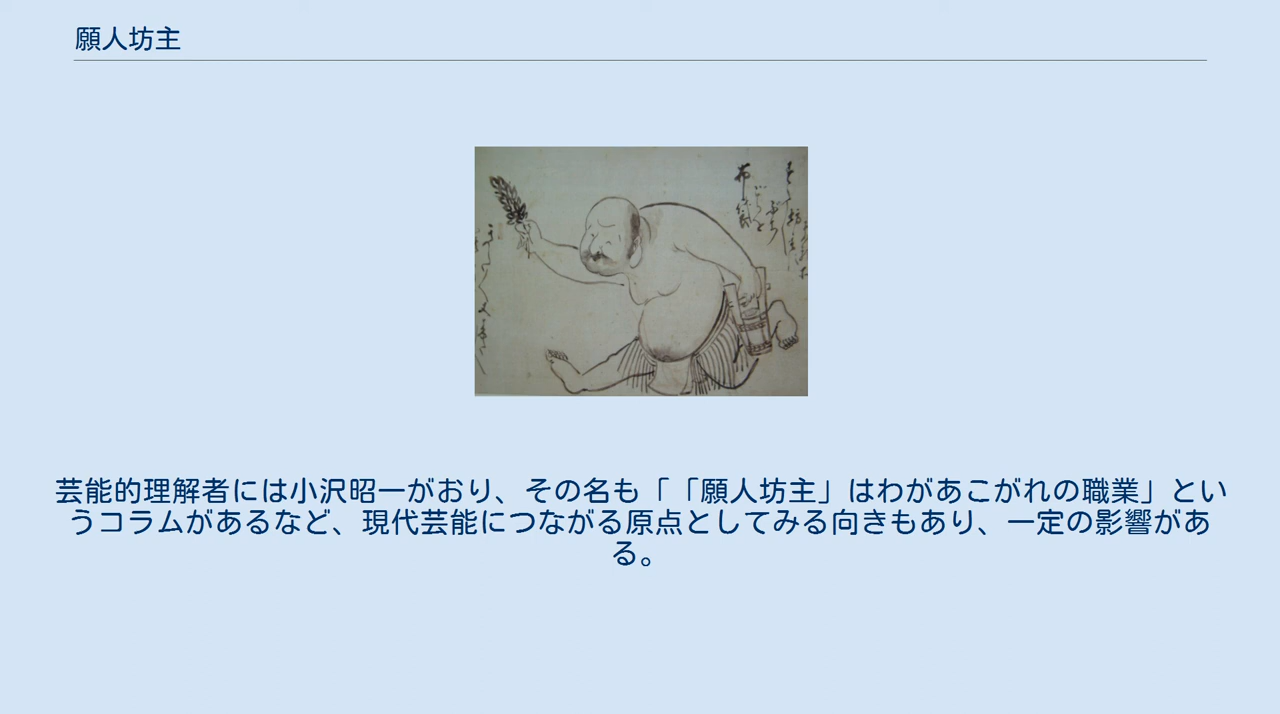 願人坊主
布袋
芸能的理解者には小沢昭一がおり、その名も「「願人坊主」はわがあこがれの職業」とい
うコラムがあるなど、現代芸能につながる原点としてみる向きもあり、一定の影響があ
る。